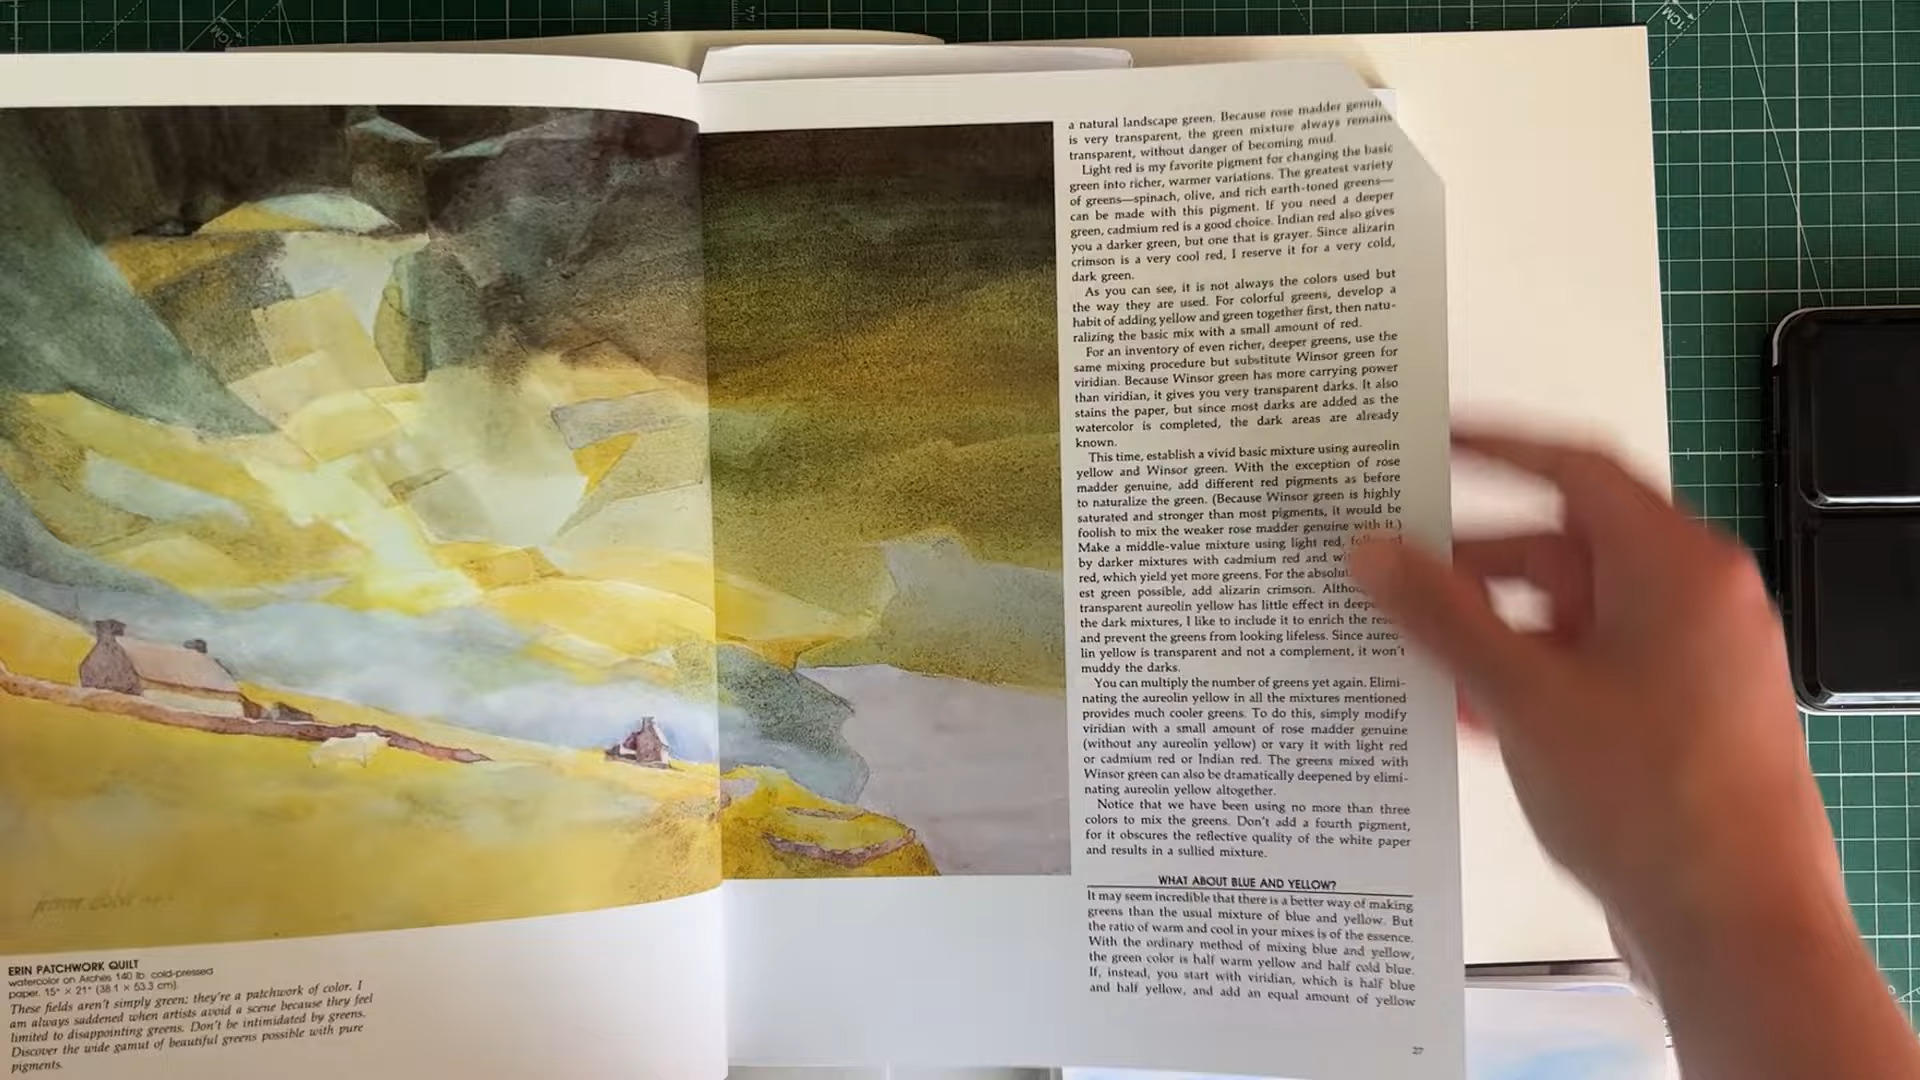 ERIN PATCHWORK QUILT
watercolor on Arches 140 lb. cold-pressed
paper. 15" × 21" (38.1 × 53.3 cm).
These fields aren't simply green; they're a patchwork of color. I
am always saddened when artists avoid a scene because they feel
limited to disappointing greens. Don't be intimidated by greens.
Discover the wide gamut of beautiful greens possible with pure
pigments.
a natural landscape green. Because rose madder
is very transparent, the green mixture always remains
transparent, without danger of becoming mud.
Light red is my favorite pigment for changing the basic
green into richer, warmer variations. The greatest variety
of greens—spinach, olive, and rich earth-toned greens—
can be made with this pigment. If you need a deeper
green, cadmium red is a good choice. Indian red also gives
you a darker green, but one that is grayer. Since alizarin
crimson is a very cool red, I reserve it for a very cold,
dark green.
As you can see, it is not always the colors used but
the way they are used. For colorful greens, develop a
habit of adding yellow and green together first, then natu-
ralizing the basic mix with a small amount of red.
For an inventory of even richer, deeper greens, use the
same mixing procedure but substitute Winsor green for
viridian. Because Winsor green has more carrying power
than viridian, it gives you very transparent darks. It also
stains the paper, but since most darks are added as the
watercolor is completed, the dark areas are already
known.
This time, establish a vivid basic mixture using aureolin
yellow and Winsor green. With the exception of rose
madder genuine, add different red pigments as before
to naturalize the green. (Because Winsor green is highly
saturated and stronger than most pigments, it would be
foolish to mix the weaker rose madder genuine with it.)
Make a middle-value mixture using light red,
by darker mixtures with cadmium red and
red, which yield yet more greens. For the
est green possible, add alizarin crimson.
transparent aureolin yellow has little effect in
the dark mixtures, I like to include it to enrich the
and prevent the greens from looking lifeless. Since aureo-
lin yellow is transparent and not a complement, it won't
muddy the darks.
You can multiply the number of greens yet again. Elimi-
nating the aureolin yellow in all the mixtures mentioned
provides much cooler greens. To do this, simply modify
viridian with a small amount of rose madder genuine
(without any aureolin yellow) or vary it with light red
or cadmium red or Indian red. The greens mixed with
Winsor green can also be dramatically deepened by elimi-
nating aureolin yellow altogether.
Notice that we have been using no more than three
colors to mix the greens. Don't add a fourth pigment,
for it obscures the reflective quality of the white paper
and results in a sullied mixture.
WHAT ABOUT BLUE AND YELLOW?
It may seem incredible that there is a better way of making
greens than the usual mixture of blue and yellow. But
the ratio of warm and cool in your mixes is of the essence.
With the ordinary method of mixing blue and yellow,
the green color is half warm yellow and half cold blue.
If, instead, you start with viridian, which is half blue
and half yellow, and add an equal amount of yellow
27
1CM
1CM